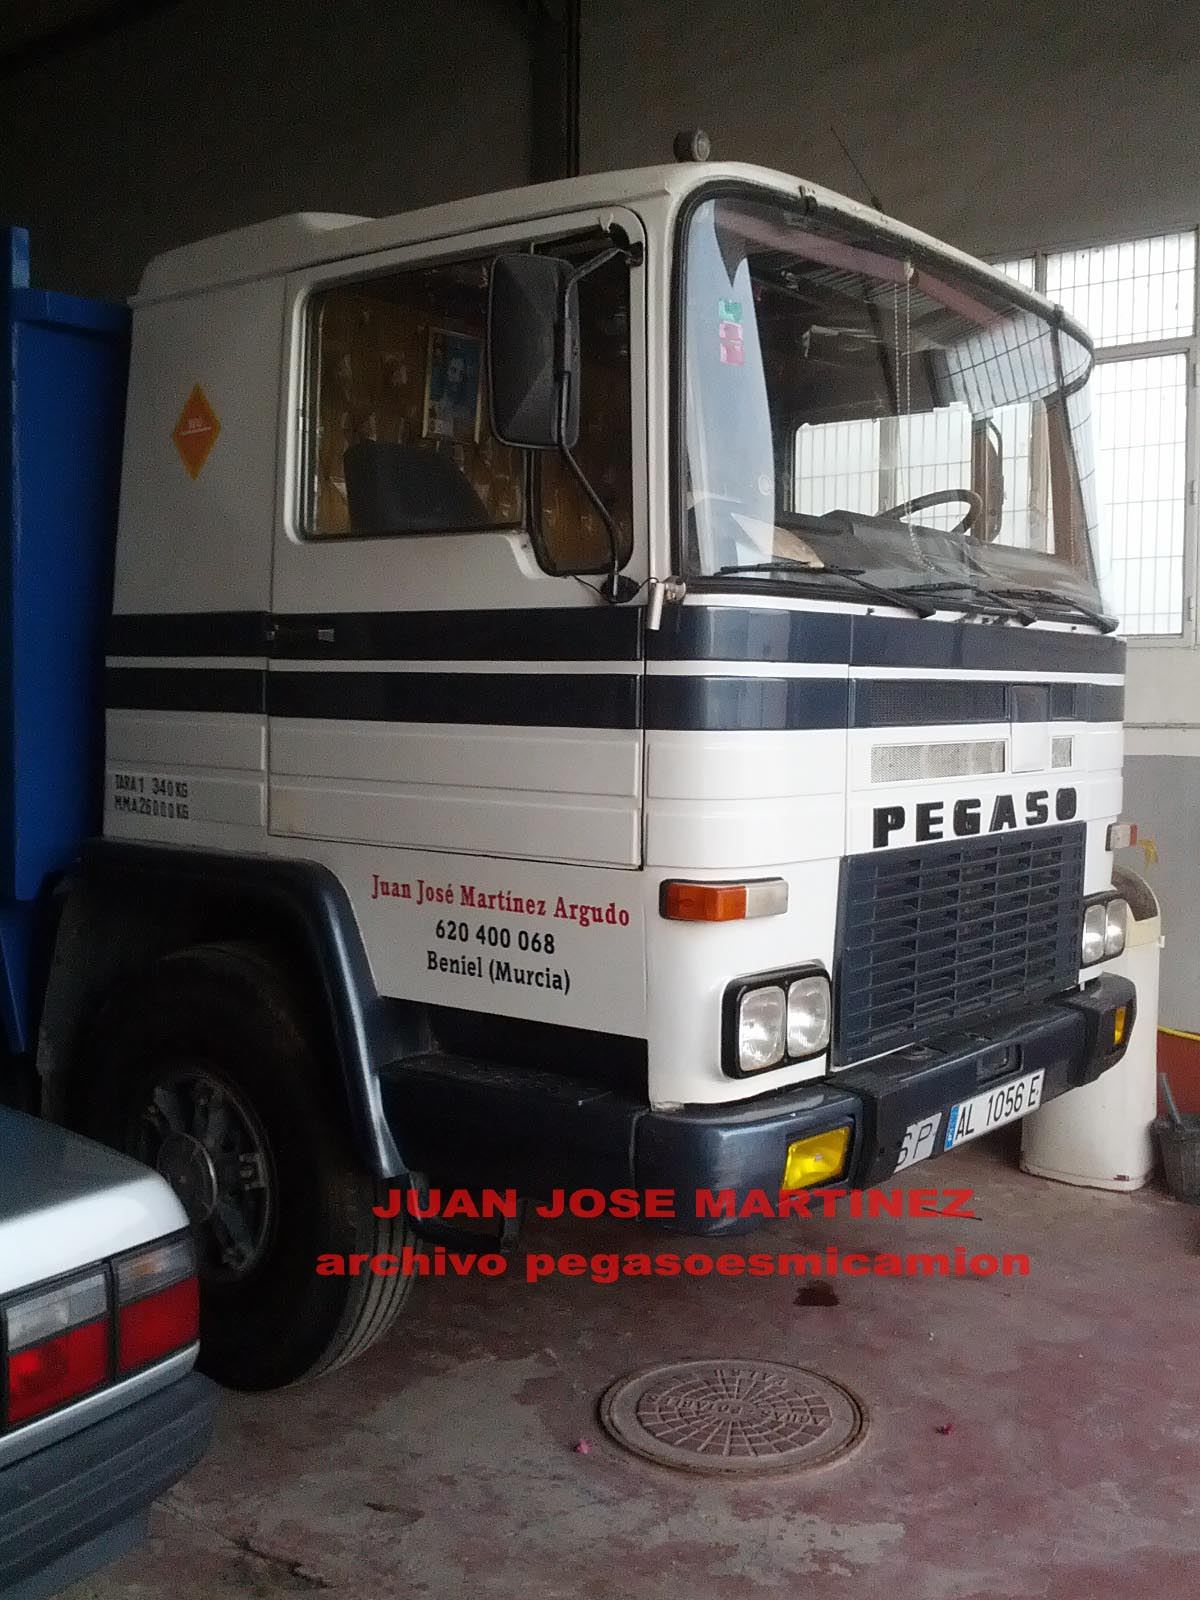 TARA 1 340 KG
M.M.A 26000 KG
PEGASO
Juan José Martínez Argudo
620 400 068
Beniel (Murcia)
SP
AL 1056 E
JUAN JOSE MARTINEZ
archivo pegasoesmicamion